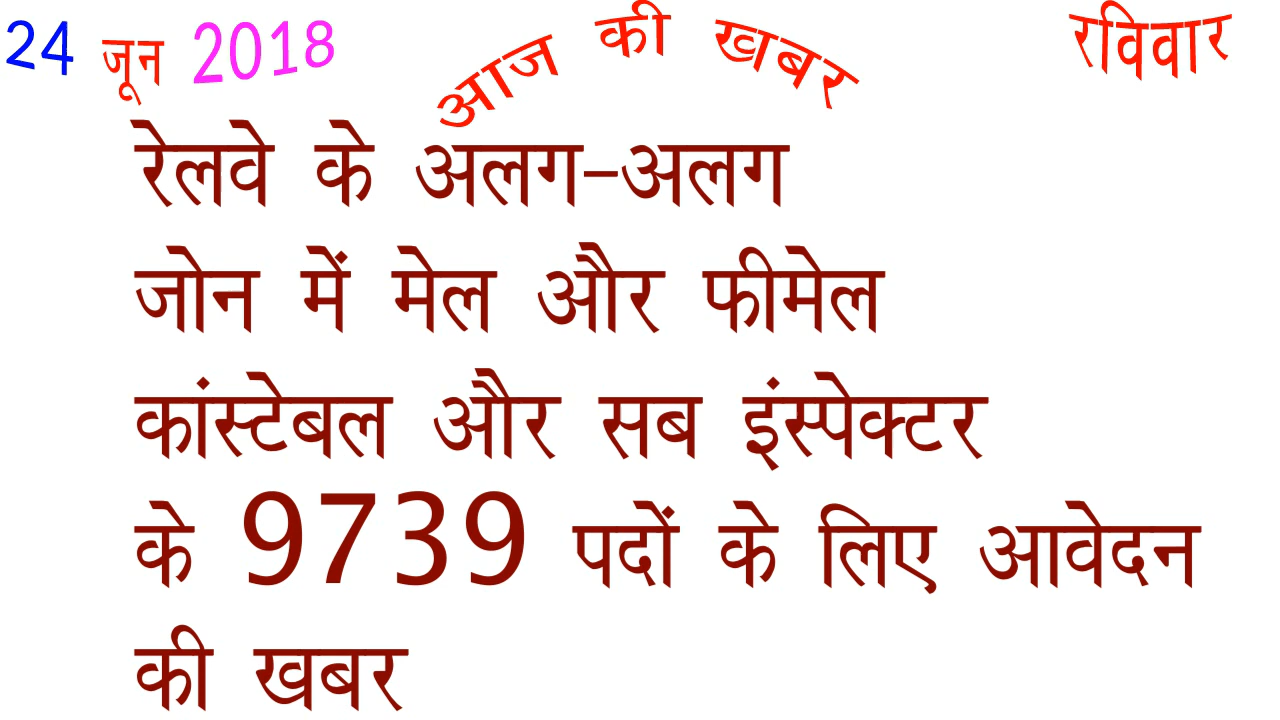 24 जून 2018 आज की खबर रविवार
रेलवे के अलग-अलग
जोन में मेल और फीमेल
कांस्टेबल और सब इंस्पेक्टर
के 9739 पदों के लिए आवेदन
की खबर